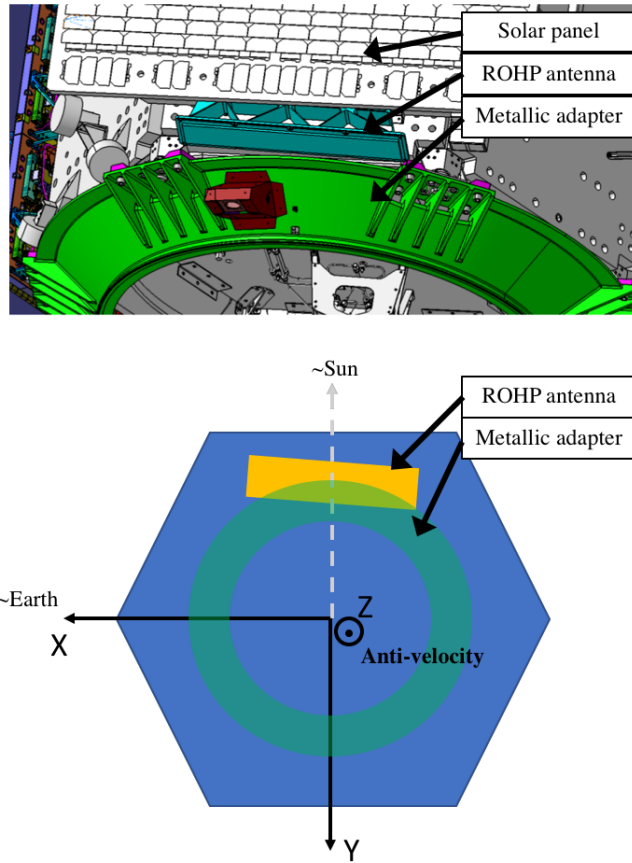 Solar panel
ROHP antenna
Metallic adapter
~Sun
ROHP antenna
Metallic adapter
~Earth
X
Z
Anti-velocity
Y